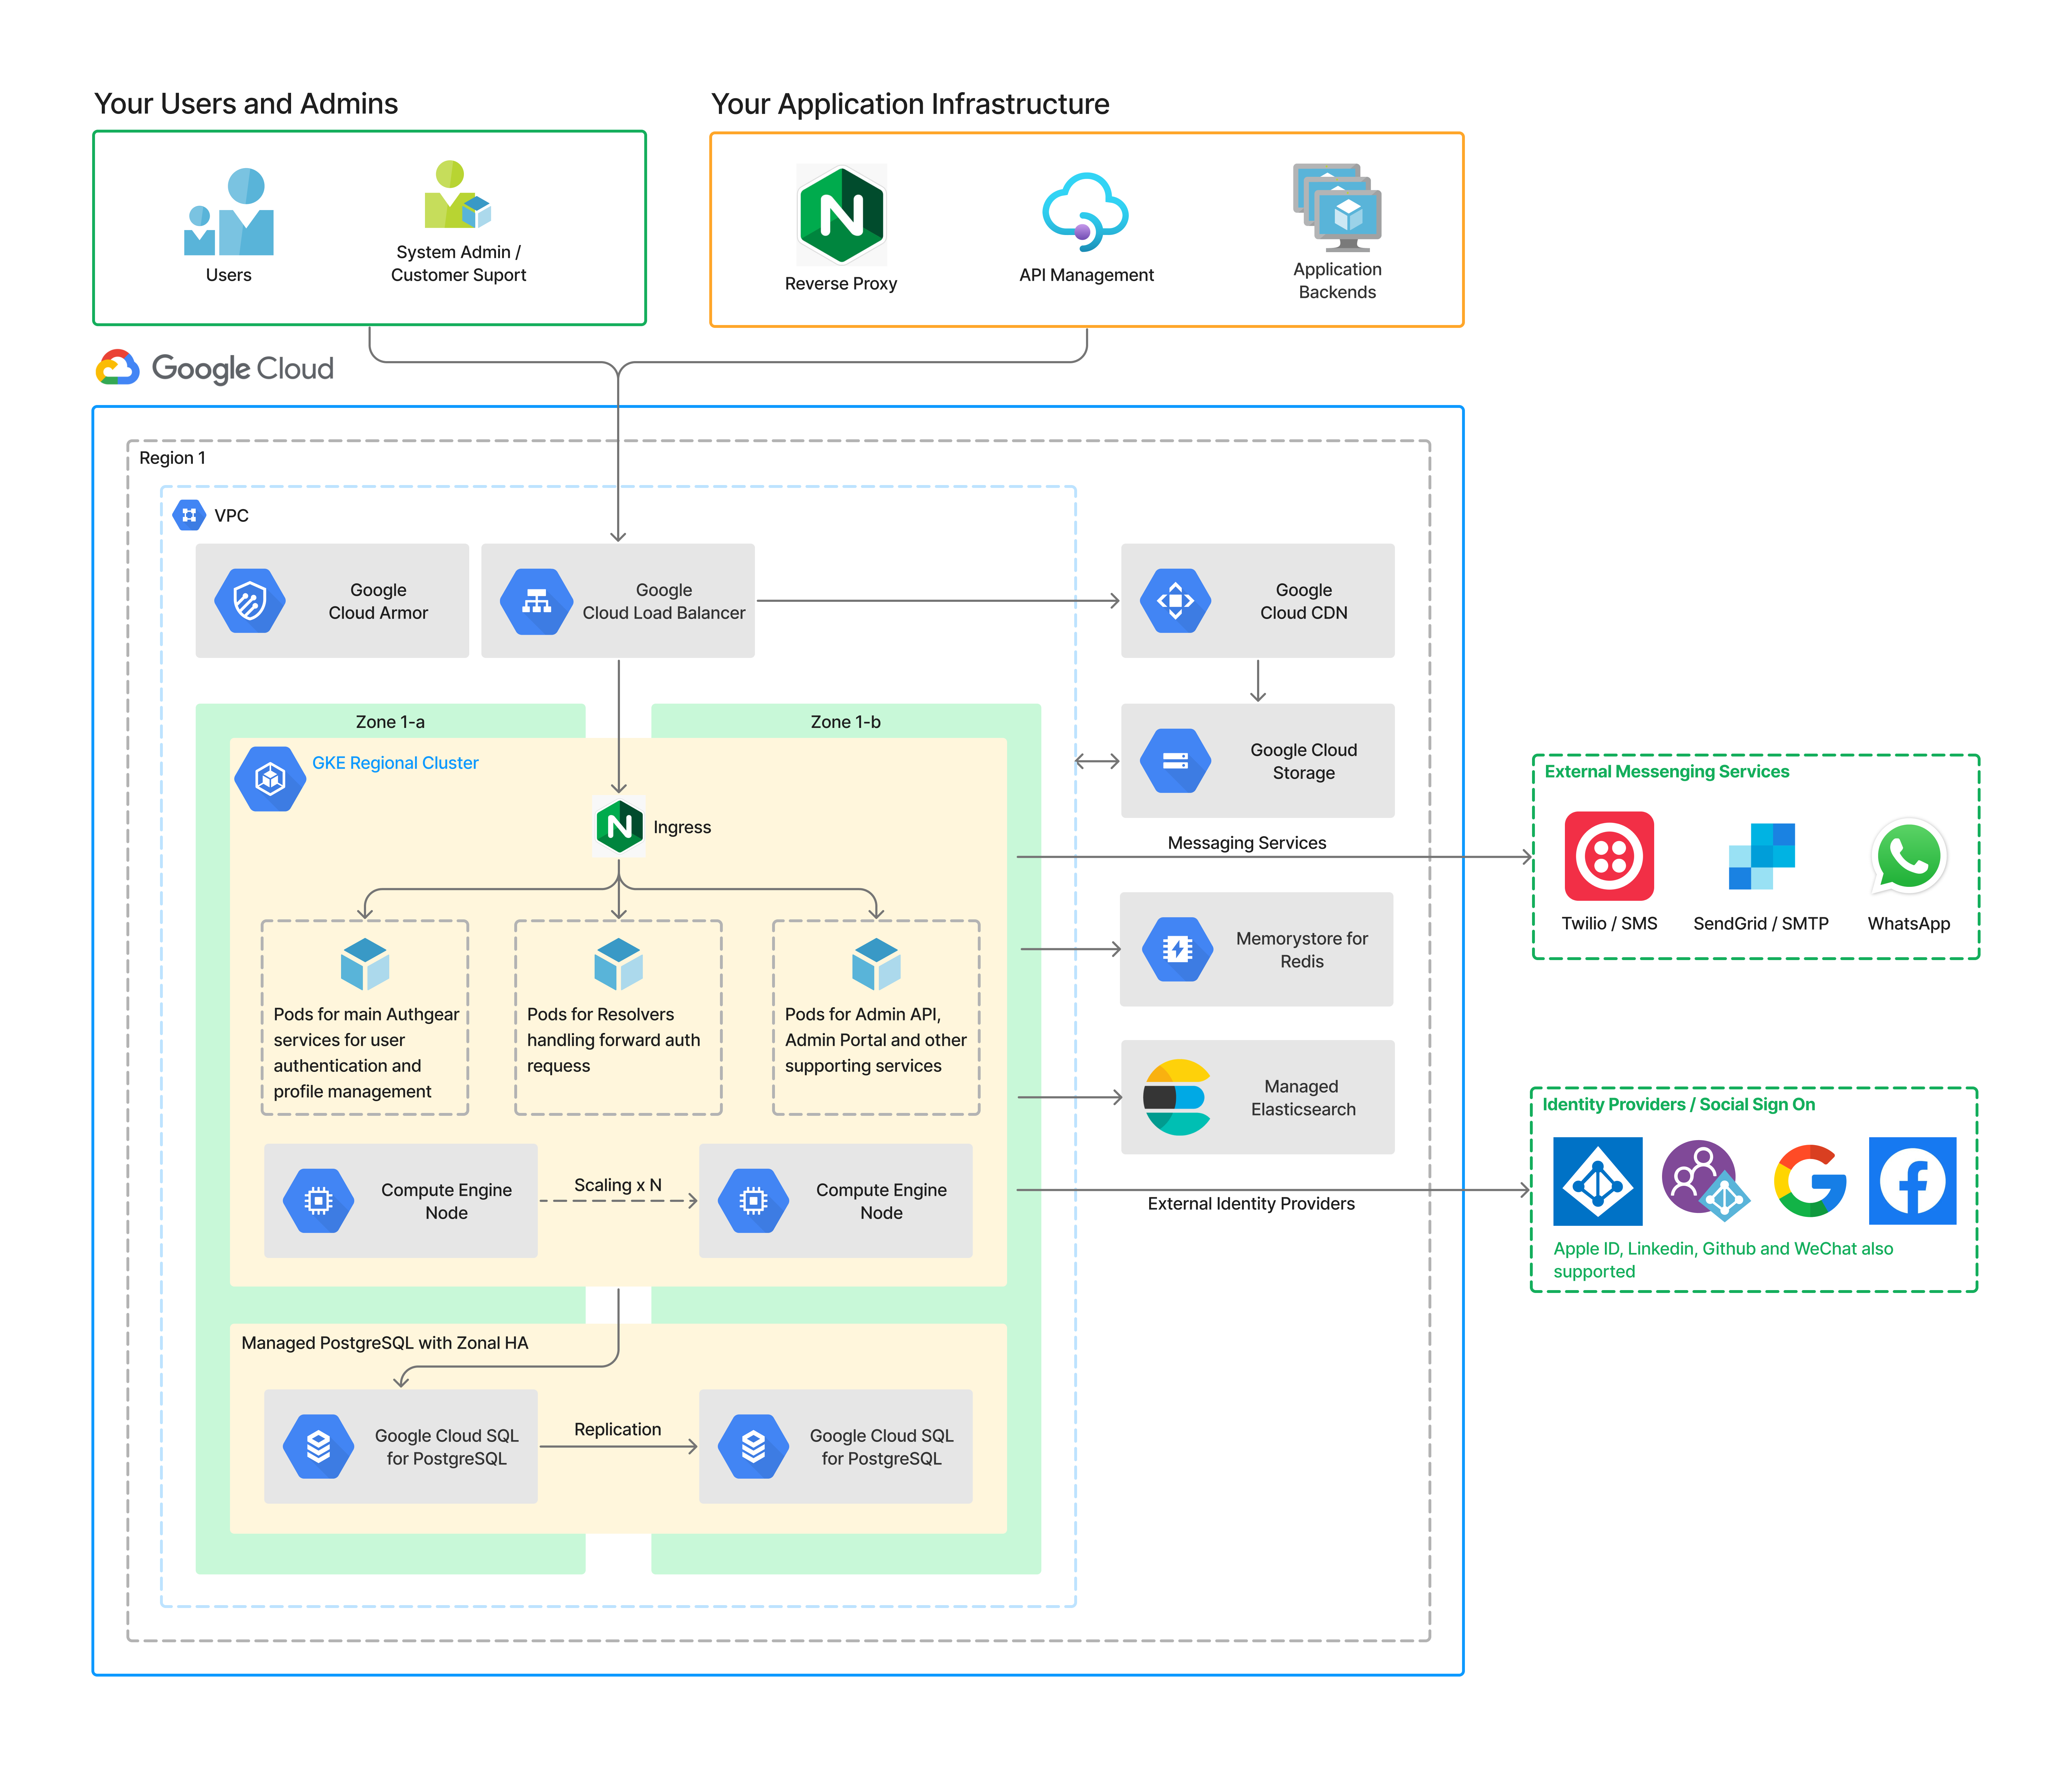 Your Users and Admins
Users
System Admin /
Customer Suport
Your Application Infrastructure
Reverse Proxy
API Management
Application
Backends
Google Cloud
Region 1
VPC
Google
Cloud Armor
Google
Cloud Load Balancer
Google
Cloud CDN
Zone 1-a
Zone 1-b
GKE Regional Cluster
Ingress
Google Cloud
Storage
Messaging Services
External Messenging Services
Twilio / SMS
SendGrid / SMTP
WhatsApp
Pods for main Authgear
services for user
authentication and
profile management
Pods for Resolvers
handling forward auth
requess
Pods for Admin API,
Admin Portal and other
supporting services
Memorystore for
Redis
Managed
Elasticsearch
Compute Engine
Node
Scaling x N
Compute Engine
Node
External Identity Providers
Identity Providers / Social Sign On
Apple ID, Linkedin, Github and WeChat also
supported
Managed PostgreSQL with Zonal HA
Google Cloud SQL
for PostgreSQL
Replication
Google Cloud SQL
for PostgreSQL